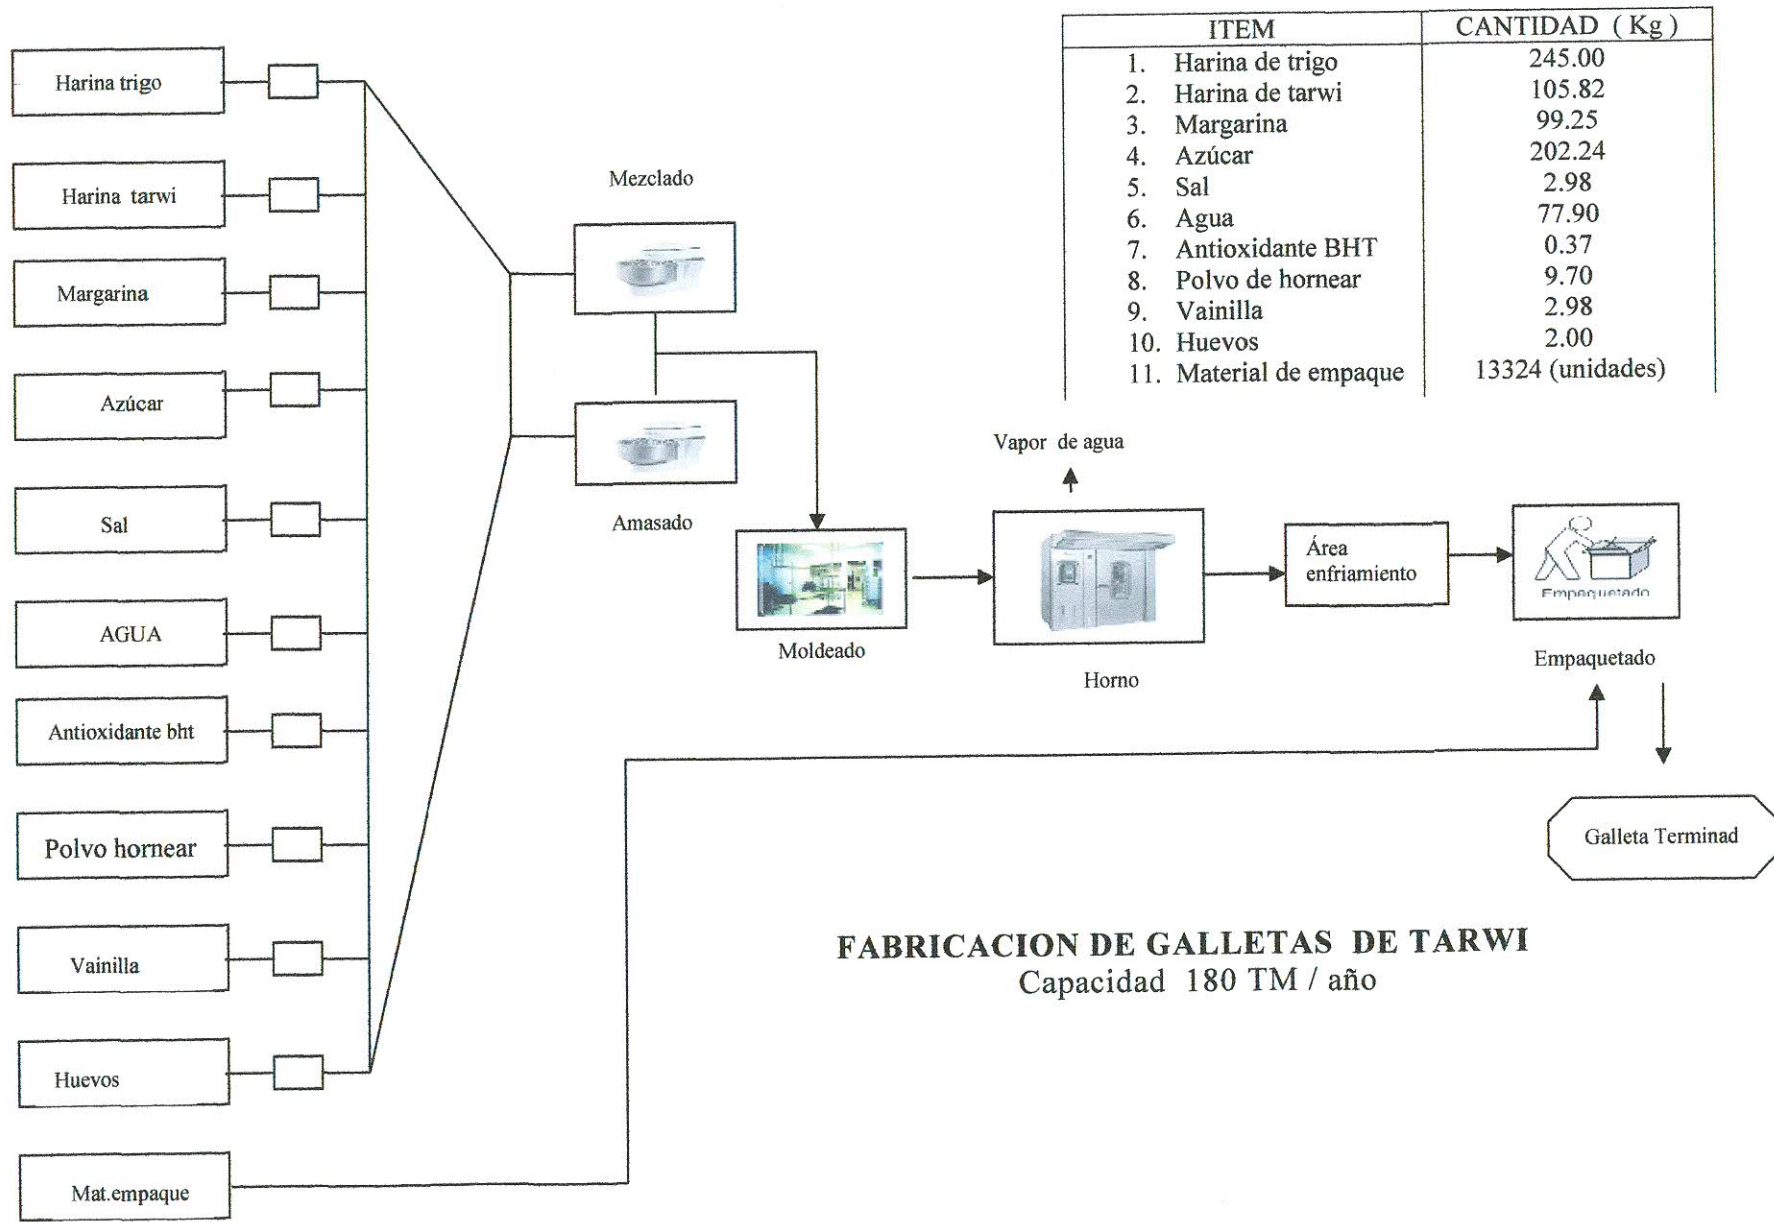 ITEM CANTIDAD ( Kg )
1. Harina de trigo 245.00
2. Harina de tarwi 105.82
3. Margarina 99.25
4. Azúcar 202.24
5. Sal 2.98
6. Agua 77.90
7. Antioxidante BHT 0.37
8. Polvo de hornear 9.70
9. Vainilla 2.98
10. Huevos 2.00
11. Material de empaque 13324 (unidades)
Harina trigo
Harina tarwi
Margarina
Azúcar
Sal
AGUA
Antioxidante bht
Polvo hornear
Vainilla
Huevos
Mat.empaque
Mezclado
Amasado
Moldeado
Vapor de agua
Horno
Área
enfriamiento
Empaquetado
Empaquetado
Galleta Terminad
FABRICACION DE GALLETAS DE TARWI
Capacidad 180 TM / año